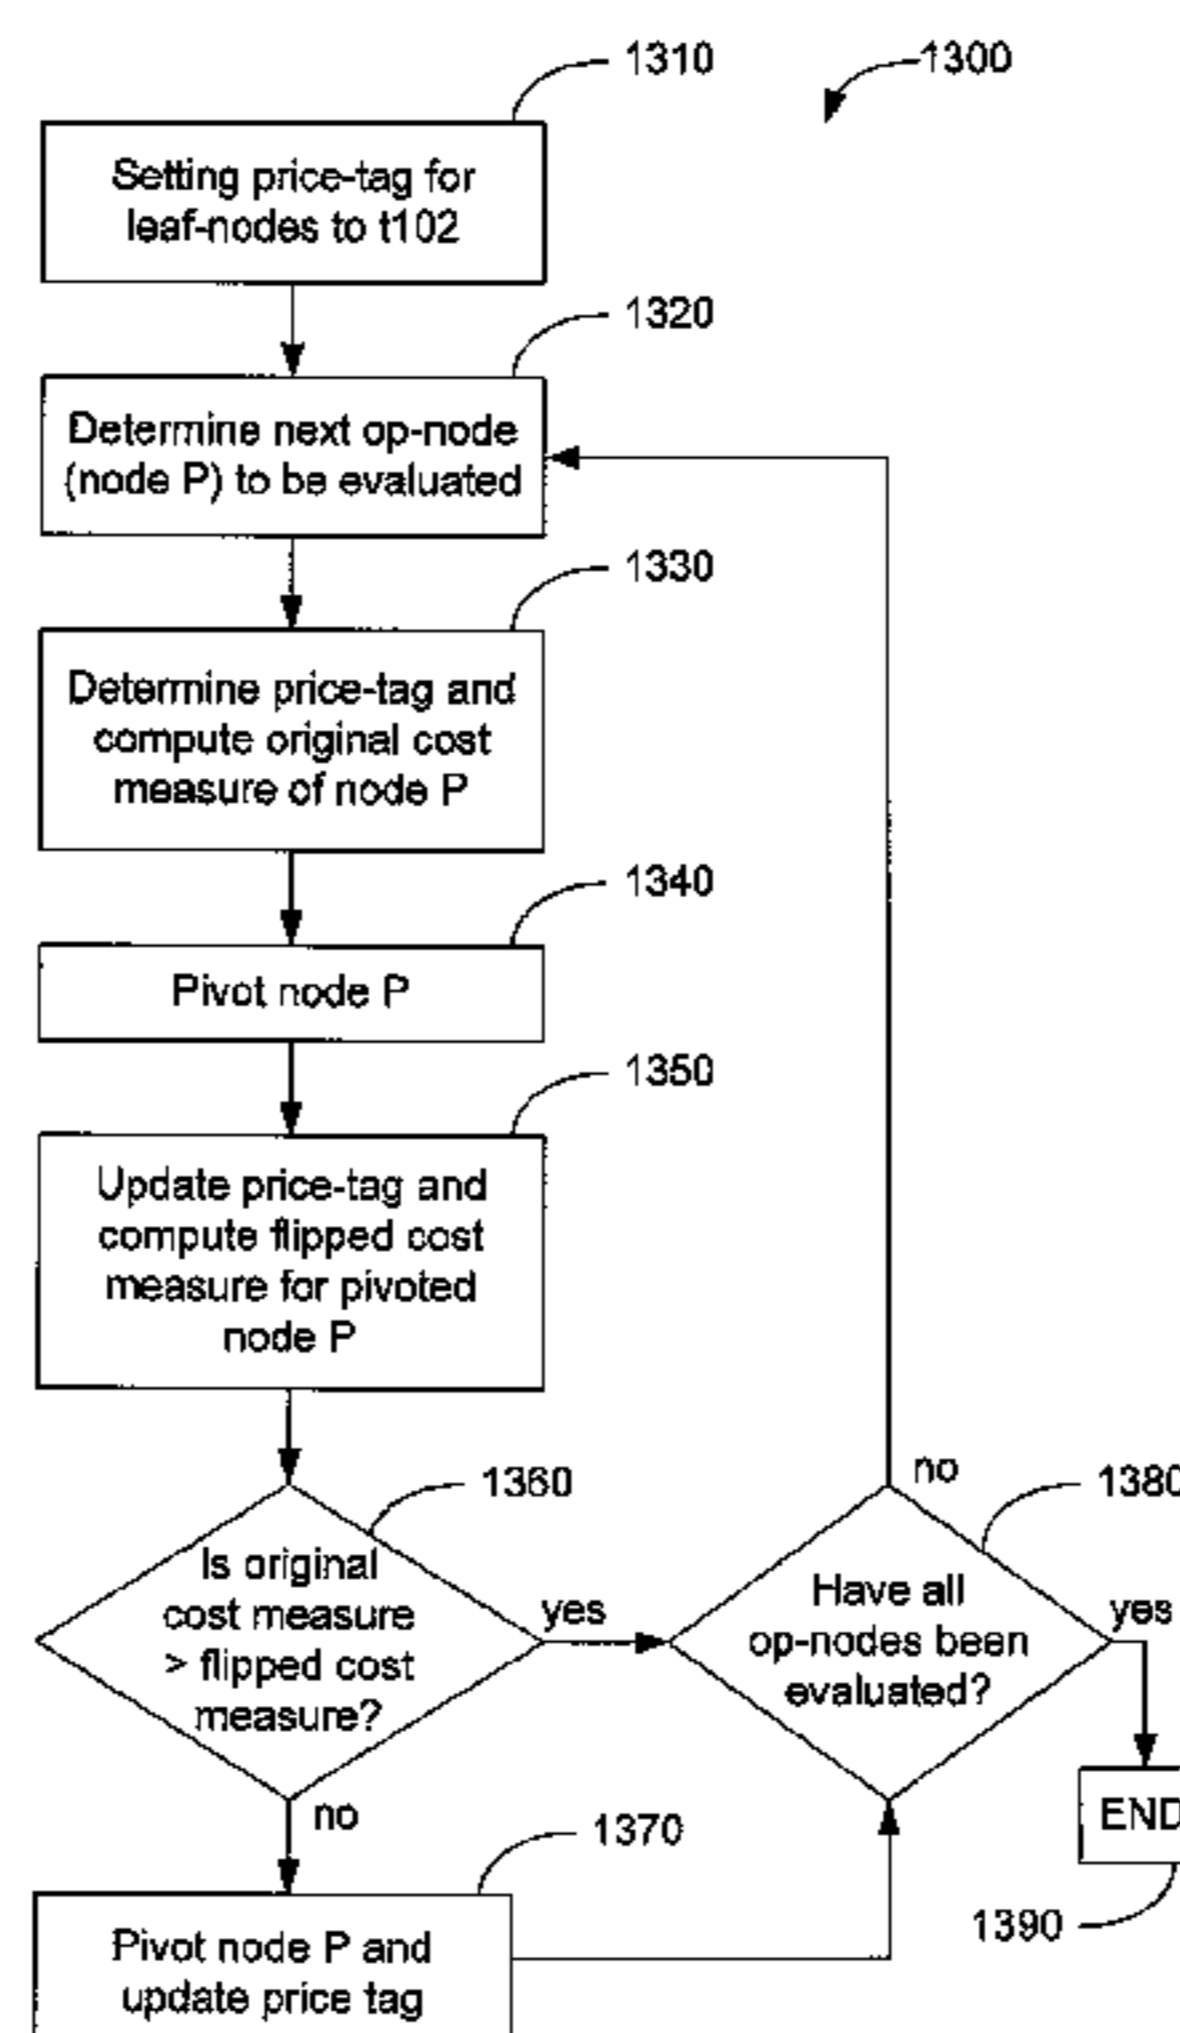 1310
1300
Setting price-tag for
leaf-nodes to t102
1320
Determine next op-node
(node P) to be evaluated
1330
Determine price-tag and
compute original cost
measure of node P
1340
Pivot node P
1350
Update price-tag and
compute flipped cost
measure for pivoted
node P
1360
Is original
cost measure
> flipped cost
measure?
yes
no
1380
Have all
op-nodes been
evaluated?
no
yes
END
1390
1370
Pivot node P and
update price tag